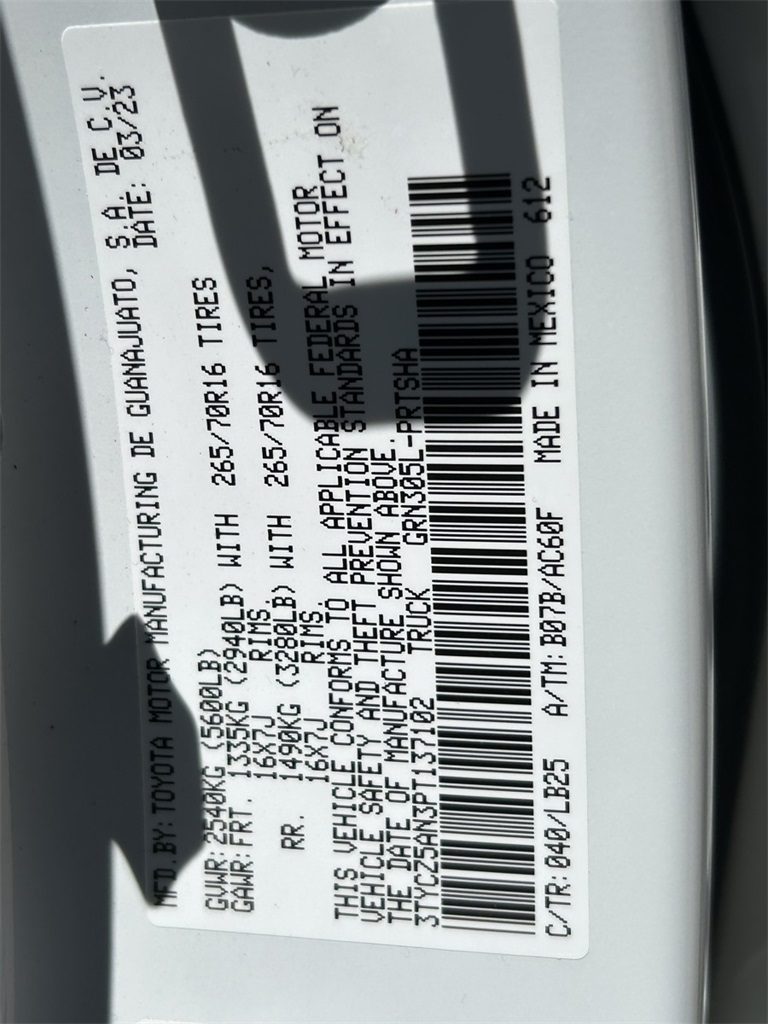 MFD.BY:TOYOTA MOTOR MANUFACTURING DE GUANAJUATO, S.A. DE C.V.
DATE: 03/23
GVWR:2540KG (5600LB)
GAWR:FRT. 1335KG (2940LB) WITH 265/70R16 TIRES
16X7J RIMS.
RR. 1490KG (3280LB) WITH 265/70R16 TIRES,
16X7J RIMS.
THIS VEHICLE CONFORMS TO ALL APPLICABLE FEDERAL MOTOR
VEHICLE SAFETY AND THEFT PREVENTION STANDARDS IN EFFECT ON
THE DATE OF MANUFACTURE SHOWN ABOVE.
3TYCZ5AN3PT137102 TRUCK GRN305L-PRTSHA
C/TR:040/LB25 A/TM:B07B/AC60F MADE IN MEXICO 612